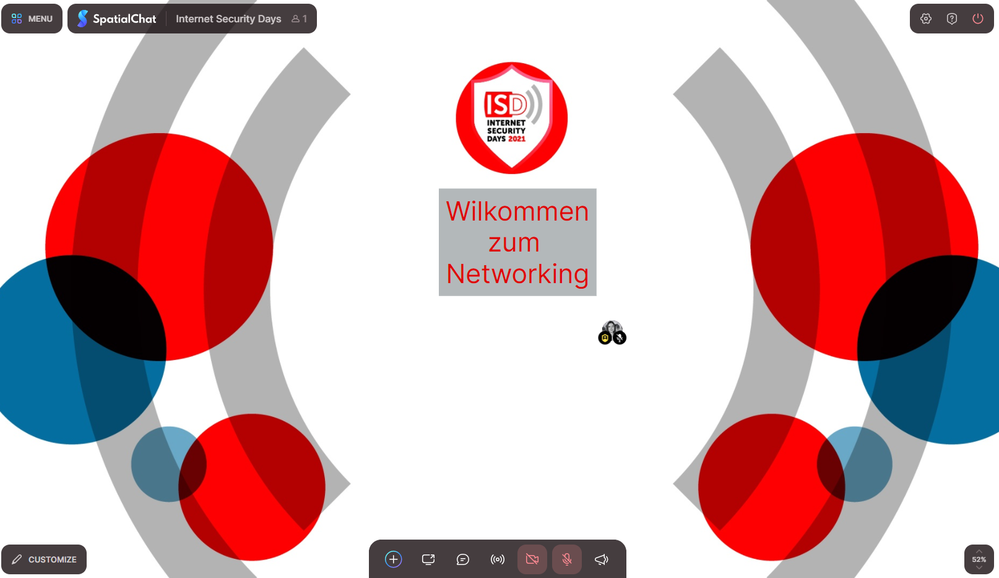 MENU
SpatialChat
Internet Security Days
1
ISD
INTERNET
SECURITY
DAYS 2021
Wilkommen
zum
Networking
CUSTOMIZE
52%